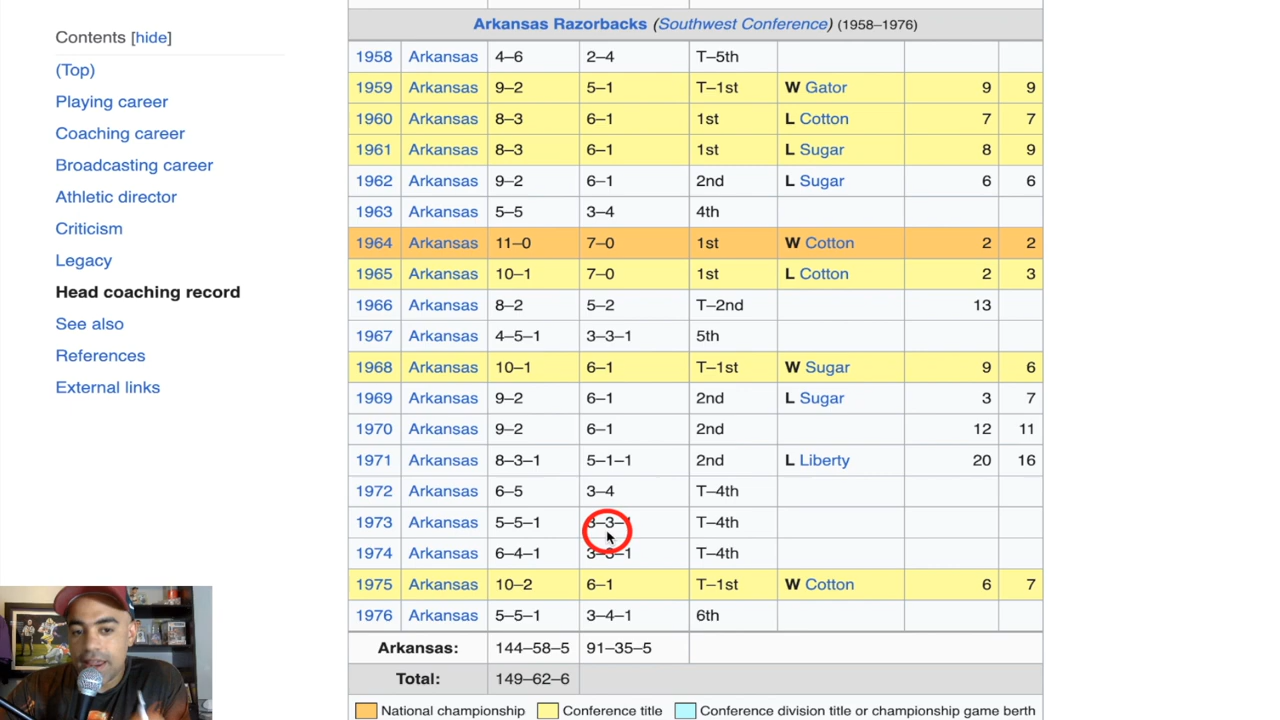 Contents [hide]
(Top)
Playing career
Coaching career
Broadcasting career
Athletic director
Criticism
Legacy
Head coaching record
See also
References
External links
Arkansas Razorbacks (Southwest Conference) (1958–1976)
1958 Arkansas 4–6 2–4 T–5th
1959 Arkansas 9–2 5–1 T–1st W Gator 9 9
1960 Arkansas 8–3 6–1 1st L Cotton 7 7
1961 Arkansas 8–3 6–1 1st L Sugar 8 9
1962 Arkansas 9–2 6–1 2nd L Sugar 6 6
1963 Arkansas 5–5 3–4 4th
1964 Arkansas 11–0 7–0 1st W Cotton 2 2
1965 Arkansas 10–1 7–0 1st L Cotton 2 3
1966 Arkansas 8–2 5–2 T–2nd 13
1967 Arkansas 4–5–1 3–3–1 5th
1968 Arkansas 10–1 6–1 T–1st W Sugar 9 6
1969 Arkansas 9–2 6–1 2nd L Sugar 3 7
1970 Arkansas 9–2 6–1 2nd 12 11
1971 Arkansas 8–3–1 5–1–1 2nd L Liberty 20 16
1972 Arkansas 6–5 3–4 T–4th
1973 Arkansas 5–5–1 3–3–1 T–4th
1974 Arkansas 6–4–1 3–3–1 T–4th
1975 Arkansas 10–2 6–1 T–1st W Cotton 6 7
1976 Arkansas 5–5–1 3–4–1 6th
Arkansas: 144–58–5 91–35–5
Total: 149–62–6
National championship Conference title Conference division title or championship game berth